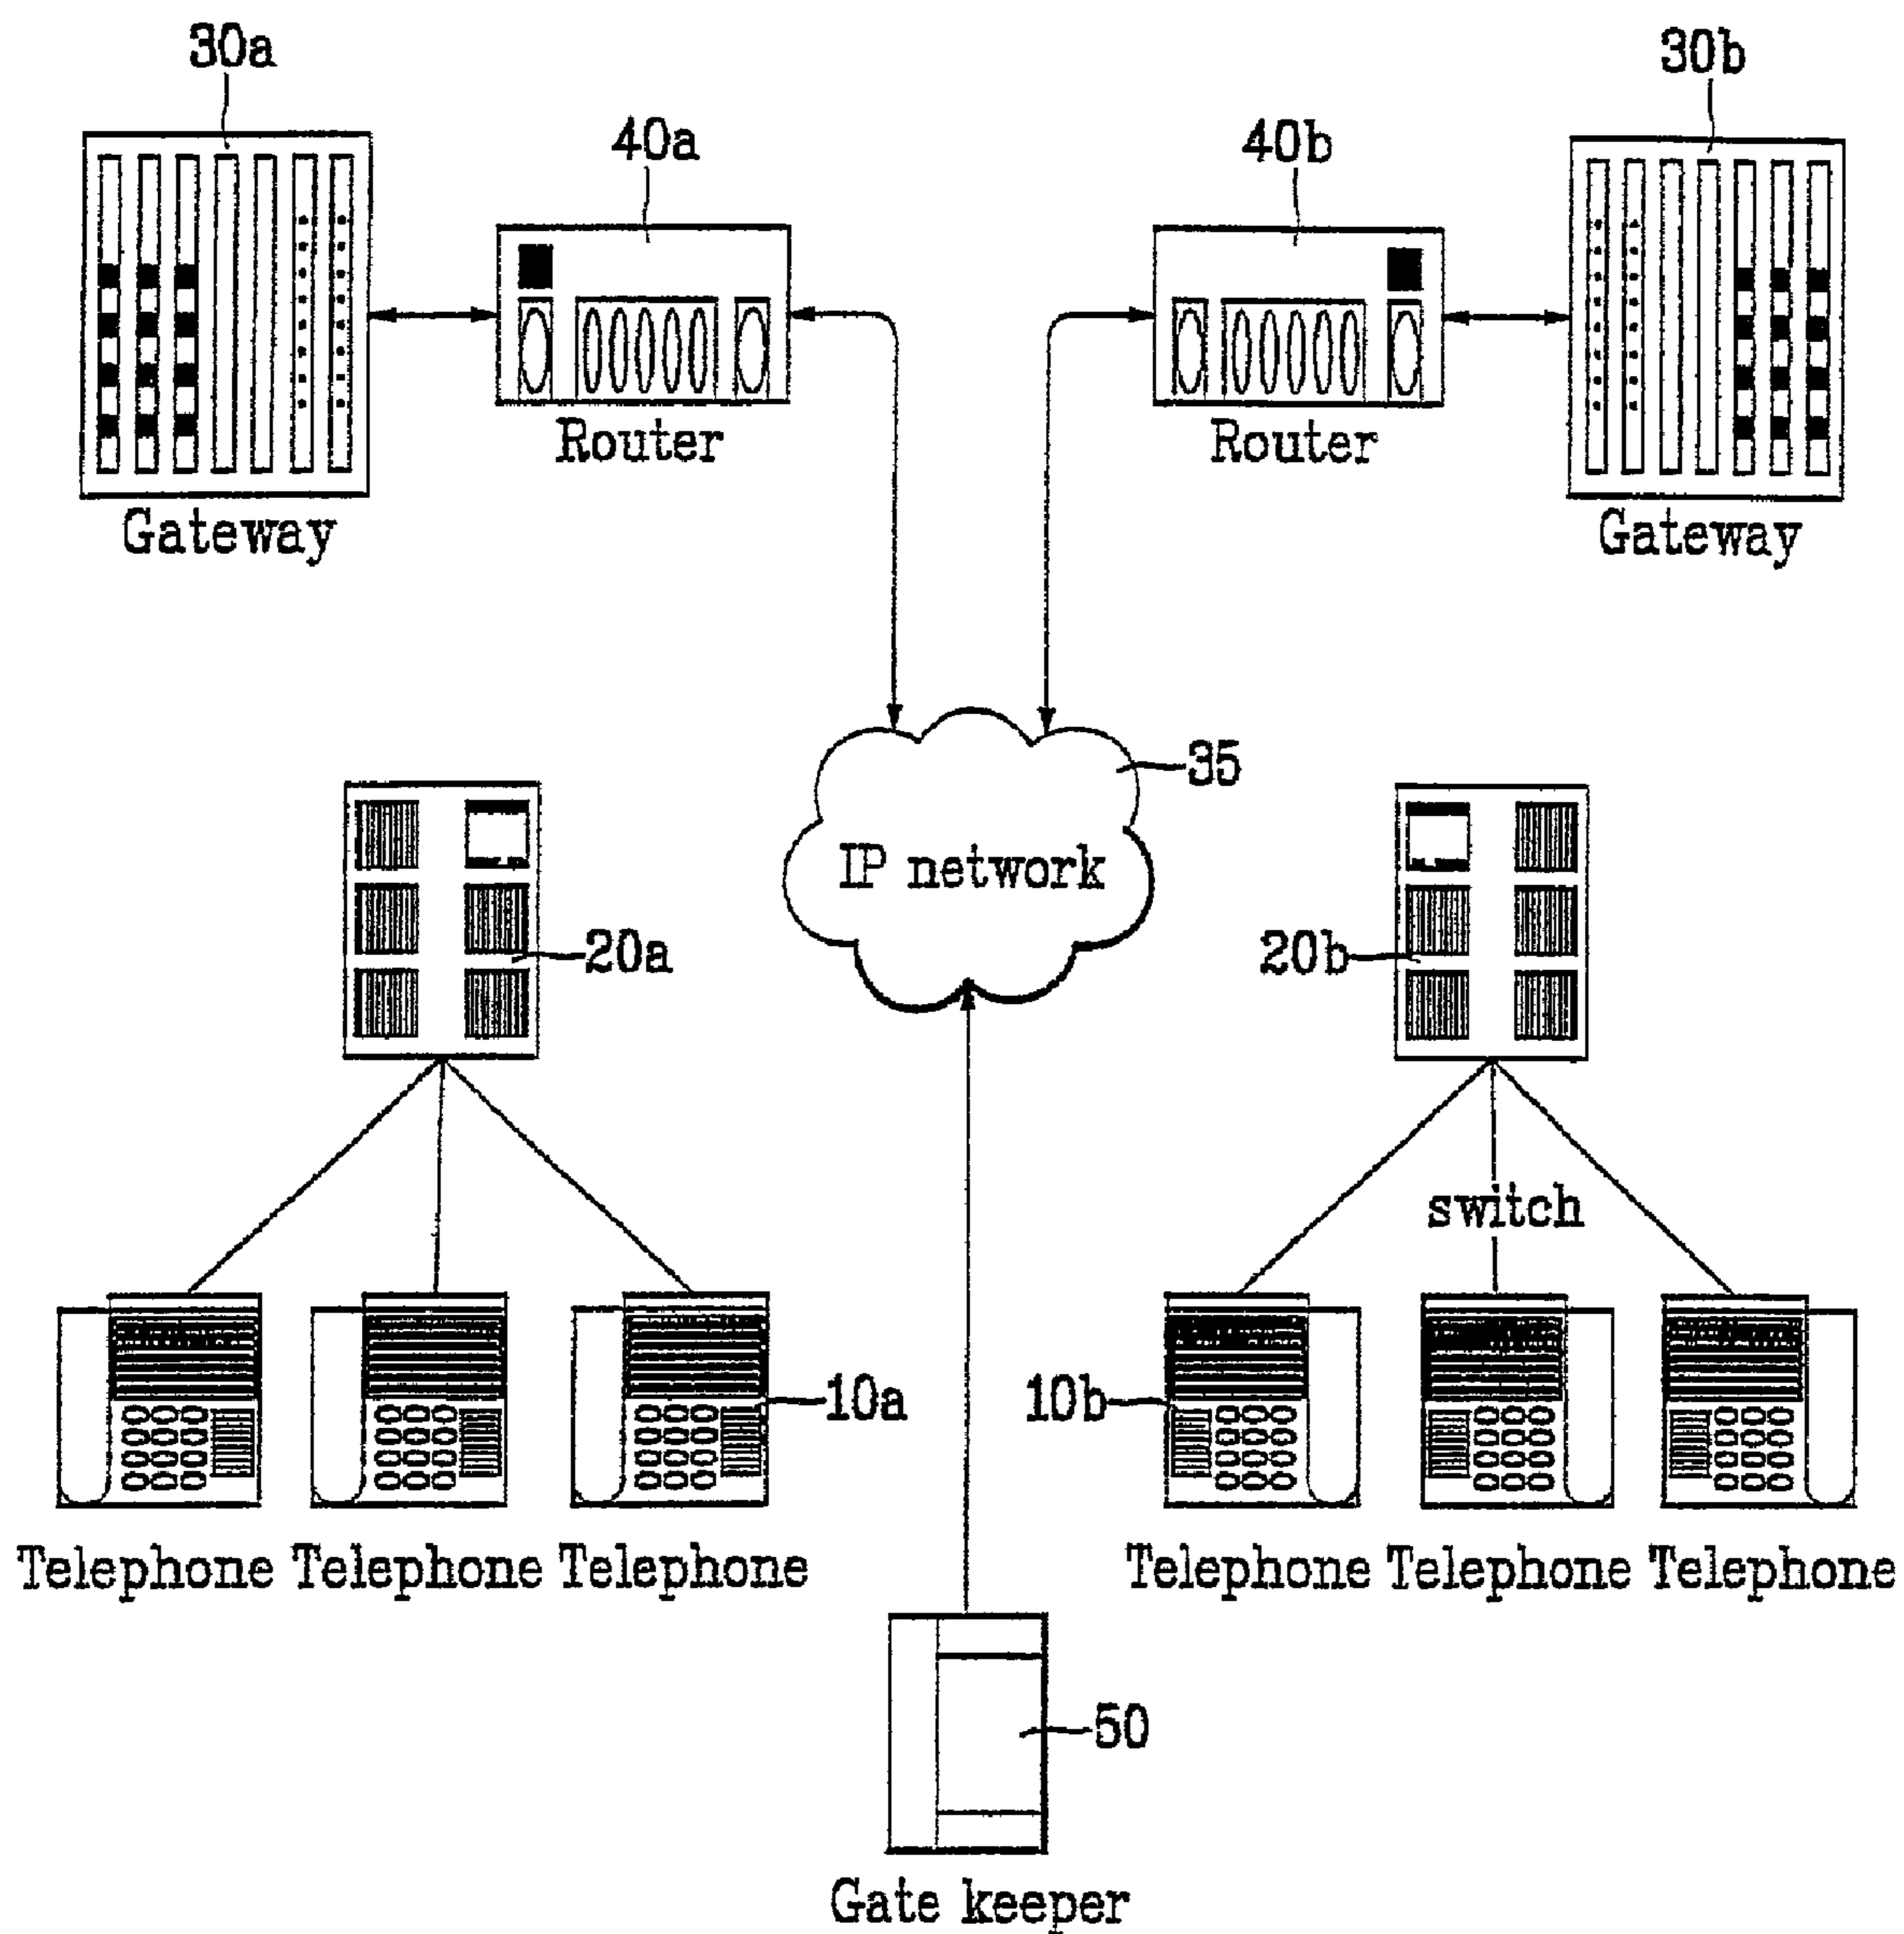 30a
30b
40a
40b
Router
Router
Gateway
Gateway
35
IP network
20a
20b
switch
10a
10b
Telephone Telephone Telephone
Telephone Telephone Telephone
50
Gate keeper